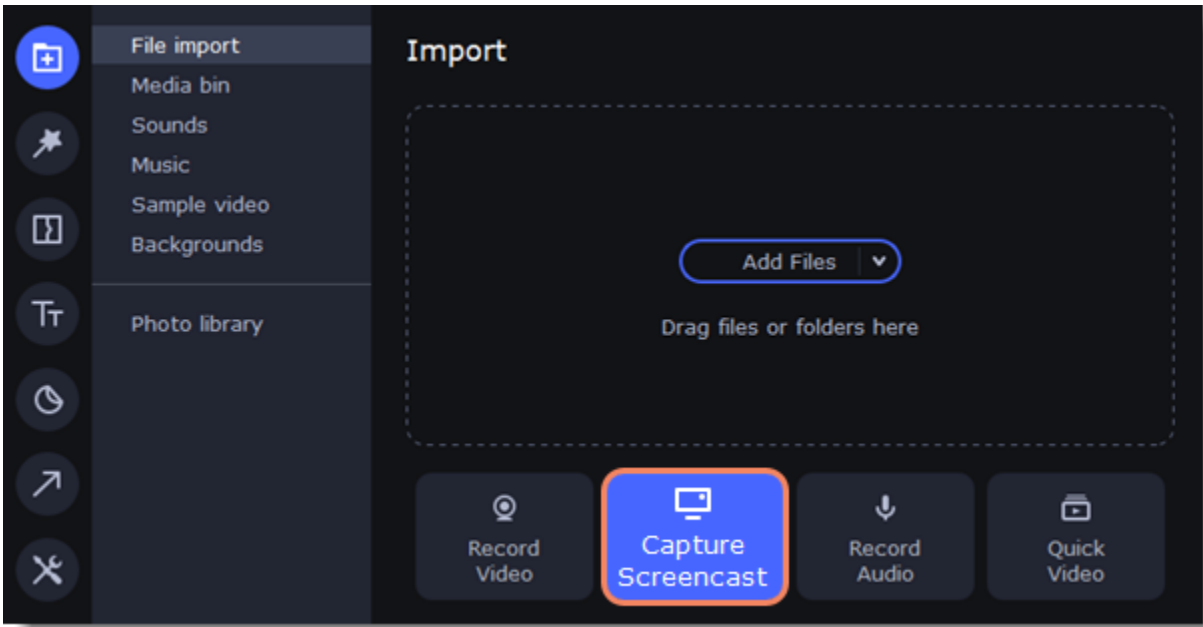 File import
Media bin
Sounds
Music
Sample video
Backgrounds
Photo library
Import
Add Files
Drag files or folders here
Record
Video
Capture
Screencast
Record
Audio
Quick
Video